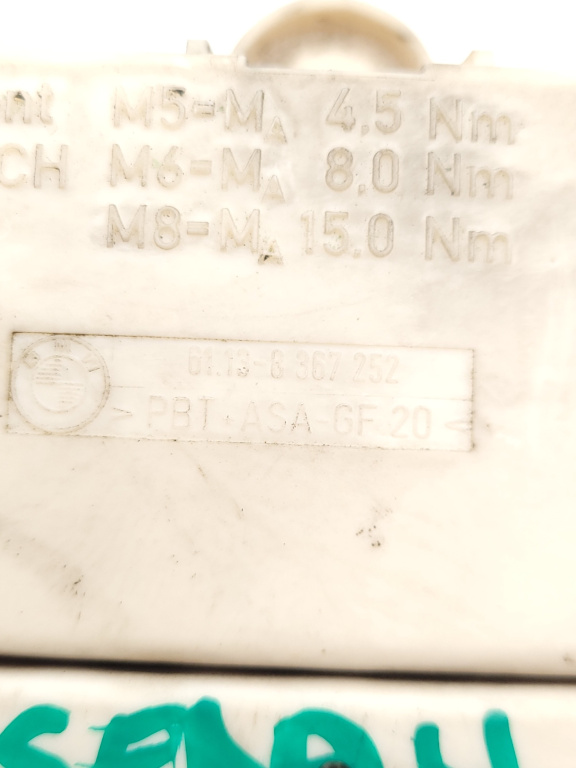 M5=MA 4.5 Nm
CH M6=MA 8.0 Nm
M8=MA 15.0 Nm
61.13-6 367 252
>PBT+ASA-GF 20<